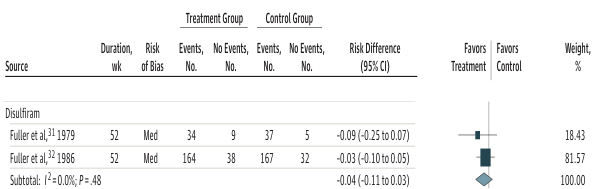 Treatment Group Control Group
Duration, Risk Events, No Events, Events, No Events, Risk Difference Favors Favors Weight,
Source wk of Bias No. No. No. No. (95% CI) Treatment Control %
Disulfiram
Fuller et al,31 1979 52 Med 34 9 37 5 –0.09 (–0.25 to 0.07) 18.43
Fuller et al,32 1986 52 Med 164 38 167 32 –0.03 (–0.10 to 0.05) 81.57
Subtotal: I2=0.0%; P=.48 –0.04 (–0.11 to 0.03) 100.00